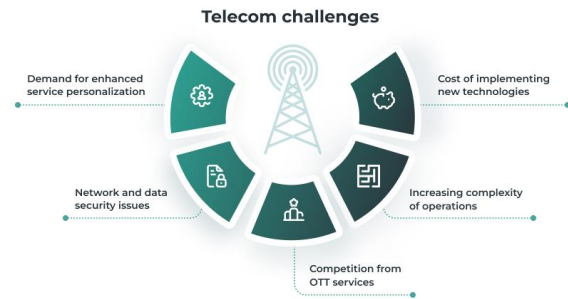 Telecom challenges
Demand for enhanced
service personalization
Cost of implementing
new technologies
Network and data
security issues
Increasing complexity
of operations
Competition from
OTT services